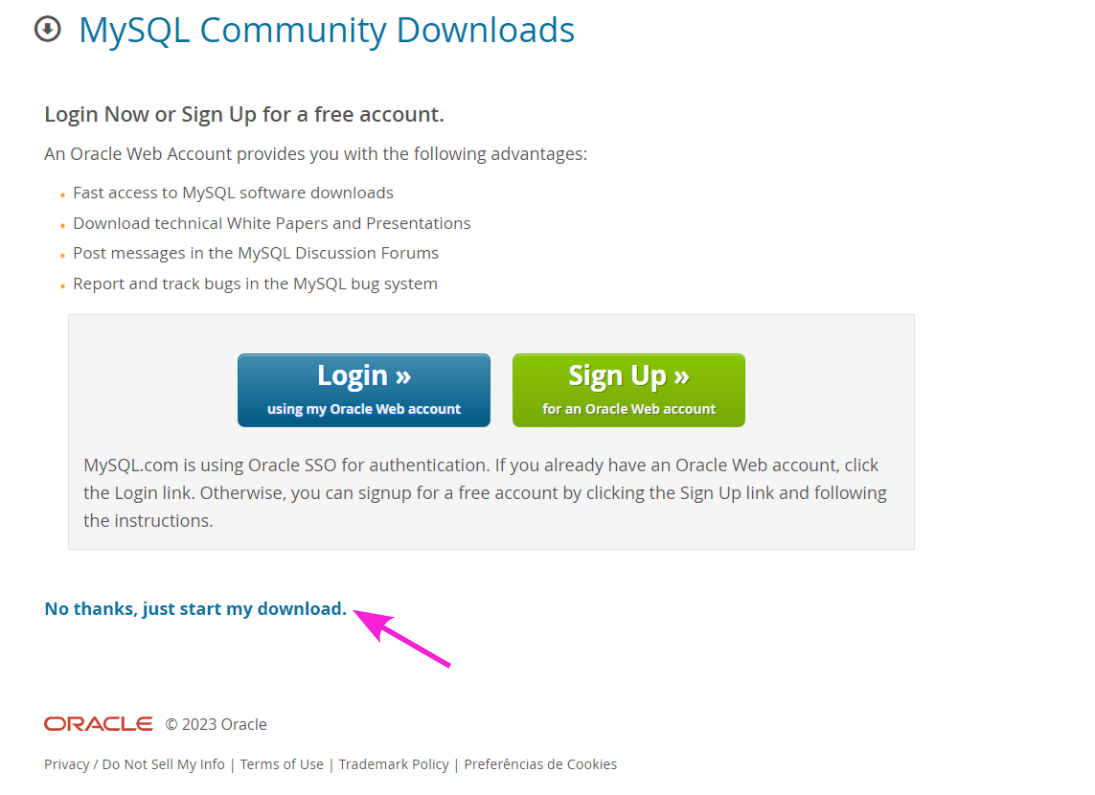 MySQL Community Downloads
Login Now or Sign Up for a free account.
An Oracle Web Account provides you with the following advantages:
Fast access to MySQL software downloads
Download technical White Papers and Presentations
Post messages in the MySQL Discussion Forums
Report and track bugs in the MySQL bug system
Login »
using my Oracle Web account
Sign Up »
for an Oracle Web account
MySQL.com is using Oracle SSO for authentication. If you already have an Oracle Web account, click
the Login link. Otherwise, you can signup for a free account by clicking the Sign Up link and following
the instructions.
No thanks, just start my download.
ORACLE © 2023 Oracle
Privacy / Do Not Sell My Info | Terms of Use | Trademark Policy | Preferências de Cookies